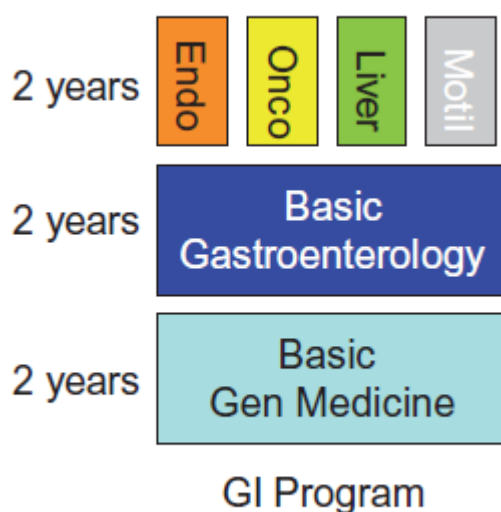 2 years
Endo
Onco
Liver
Motil
2 years
Basic
Gastroenterology
2 years
Basic
Gen Medicine
GI Program